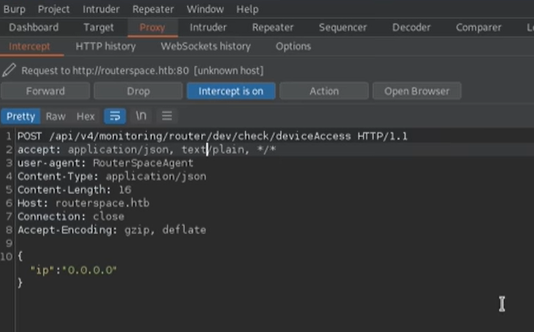 Burp Project Intruder Repeater Window Help
Dashboard Target Proxy Intruder Repeater Sequencer Decoder Comparer
Intercept HTTP history WebSockets history Options
Request to http://routerspace.htb:80 [unknown host]
Forward Drop Intercept is on Action Open Browser
Pretty Raw Hex \n
1 POST /api/v4/monitoring/router/dev/check/deviceAccess HTTP/1.1
2 accept: application/json, text/plain, */*
3 user-agent: RouterSpaceAgent
4 Content-Type: application/json
5 Content-Length: 16
6 Host: routerspace.htb
7 Connection: close
8 Accept-Encoding: gzip, deflate
9
10 {
"ip":"0.0.0.0"
}